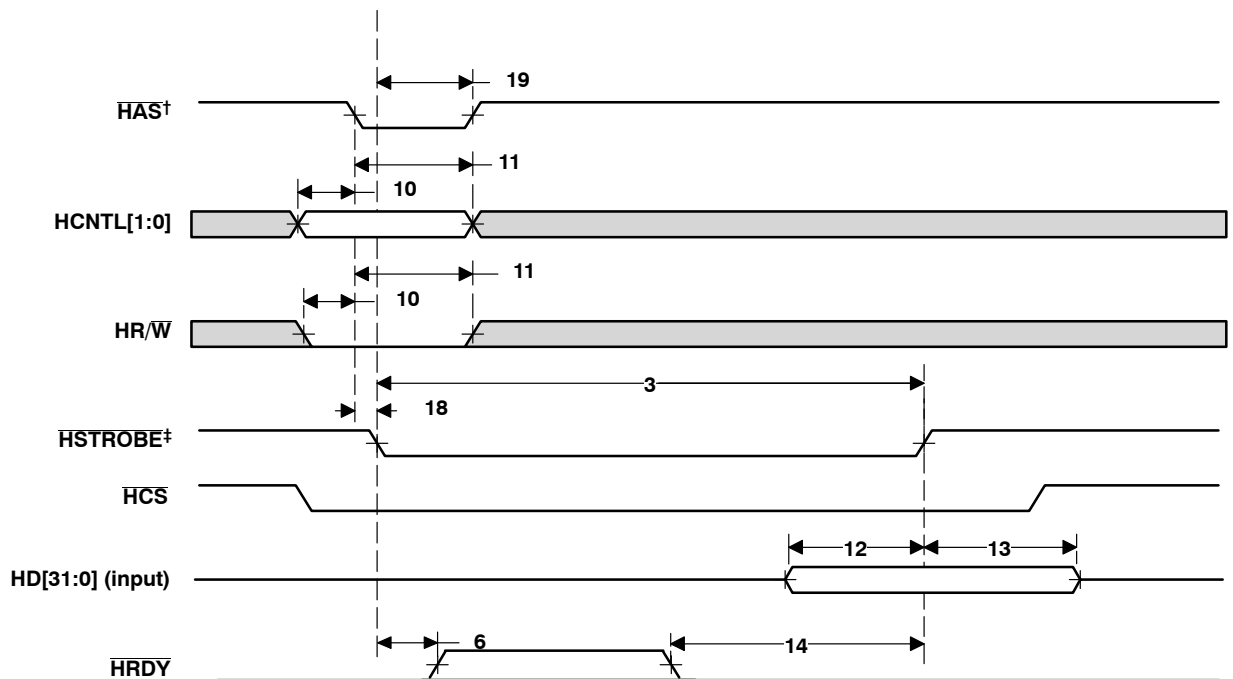 19
HAS†
11
10
HCNTL[1:0]
11
10
HR/W
3
18
HSTROBE‡
HCS
12
13
HD[31:0] (input)
6
14
HRDY